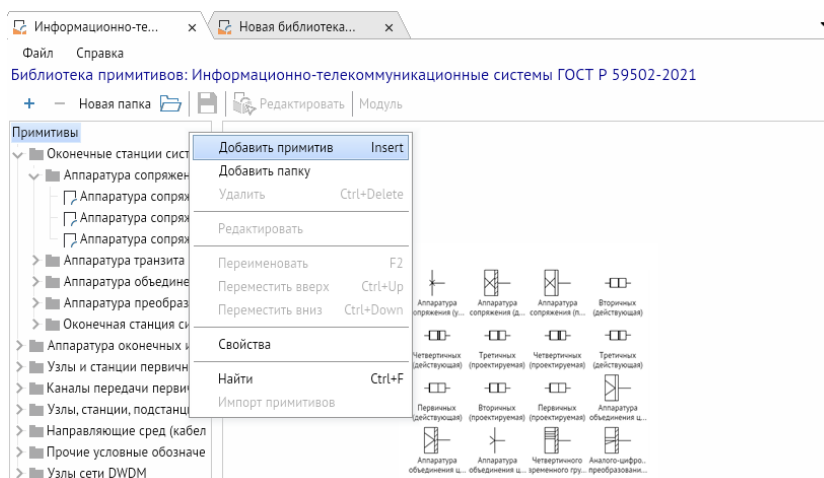 Информационно-те... × Новая библиотека... ×
Файл Справка
Библиотека примитивов: Информационно-телекоммуникационные системы ГОСТ Р 59502-2021
+ − Новая папка Редактировать Модуль
Примитивы
Оконечные станции сист
Аппаратура сопряжен
Аппаратура сопряж
Аппаратура сопряж
Аппаратура сопряж
Аппаратура транзита
Аппаратура объедине
Аппаратура преобраз
Оконечная станция си
Аппаратура оконечных и
Узлы и станции первичн
Каналы передачи перви
Узлы, станции, подстанц
Направляющие сред (кабел
Прочие условные обозначе
Узлы сети DWDM
Добавить примитив Insert
Добавить папку
Удалить Ctrl+Delete
Редактировать
Переименовать F2
Переместить вверх Ctrl+Up
Переместить вниз Ctrl+Down
Свойства
Найти Ctrl+F
Импорт примитивов
Аппаратура Аппаратура Аппаратура Вторичных
опряжения (у... сопряжения (д... сопряжения (п... (действующая)
Четвертичных Третичных Четвертичных Третичных
(действующая) (проектируемая) (проектируемая) (действующая)
Первичных Вторичных Первичных Аппаратура
(действующая) (проектируемая) (проектируемая) объединения ц...
Аппаратура Аппаратура Четвертичного Аналого-цифро..
объединения ц... объединения ц... временного гру... преобразовани...